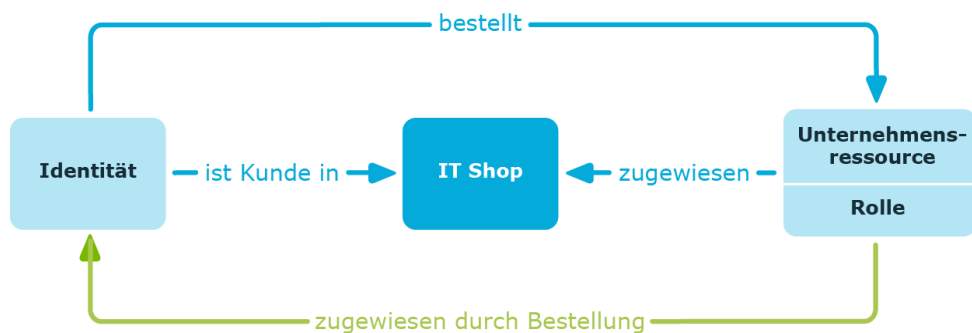 bestellt
Identität
ist Kunde in
IT Shop
zugewiesen
Unternehmens-
ressource
Rolle
zugewiesen durch Bestellung